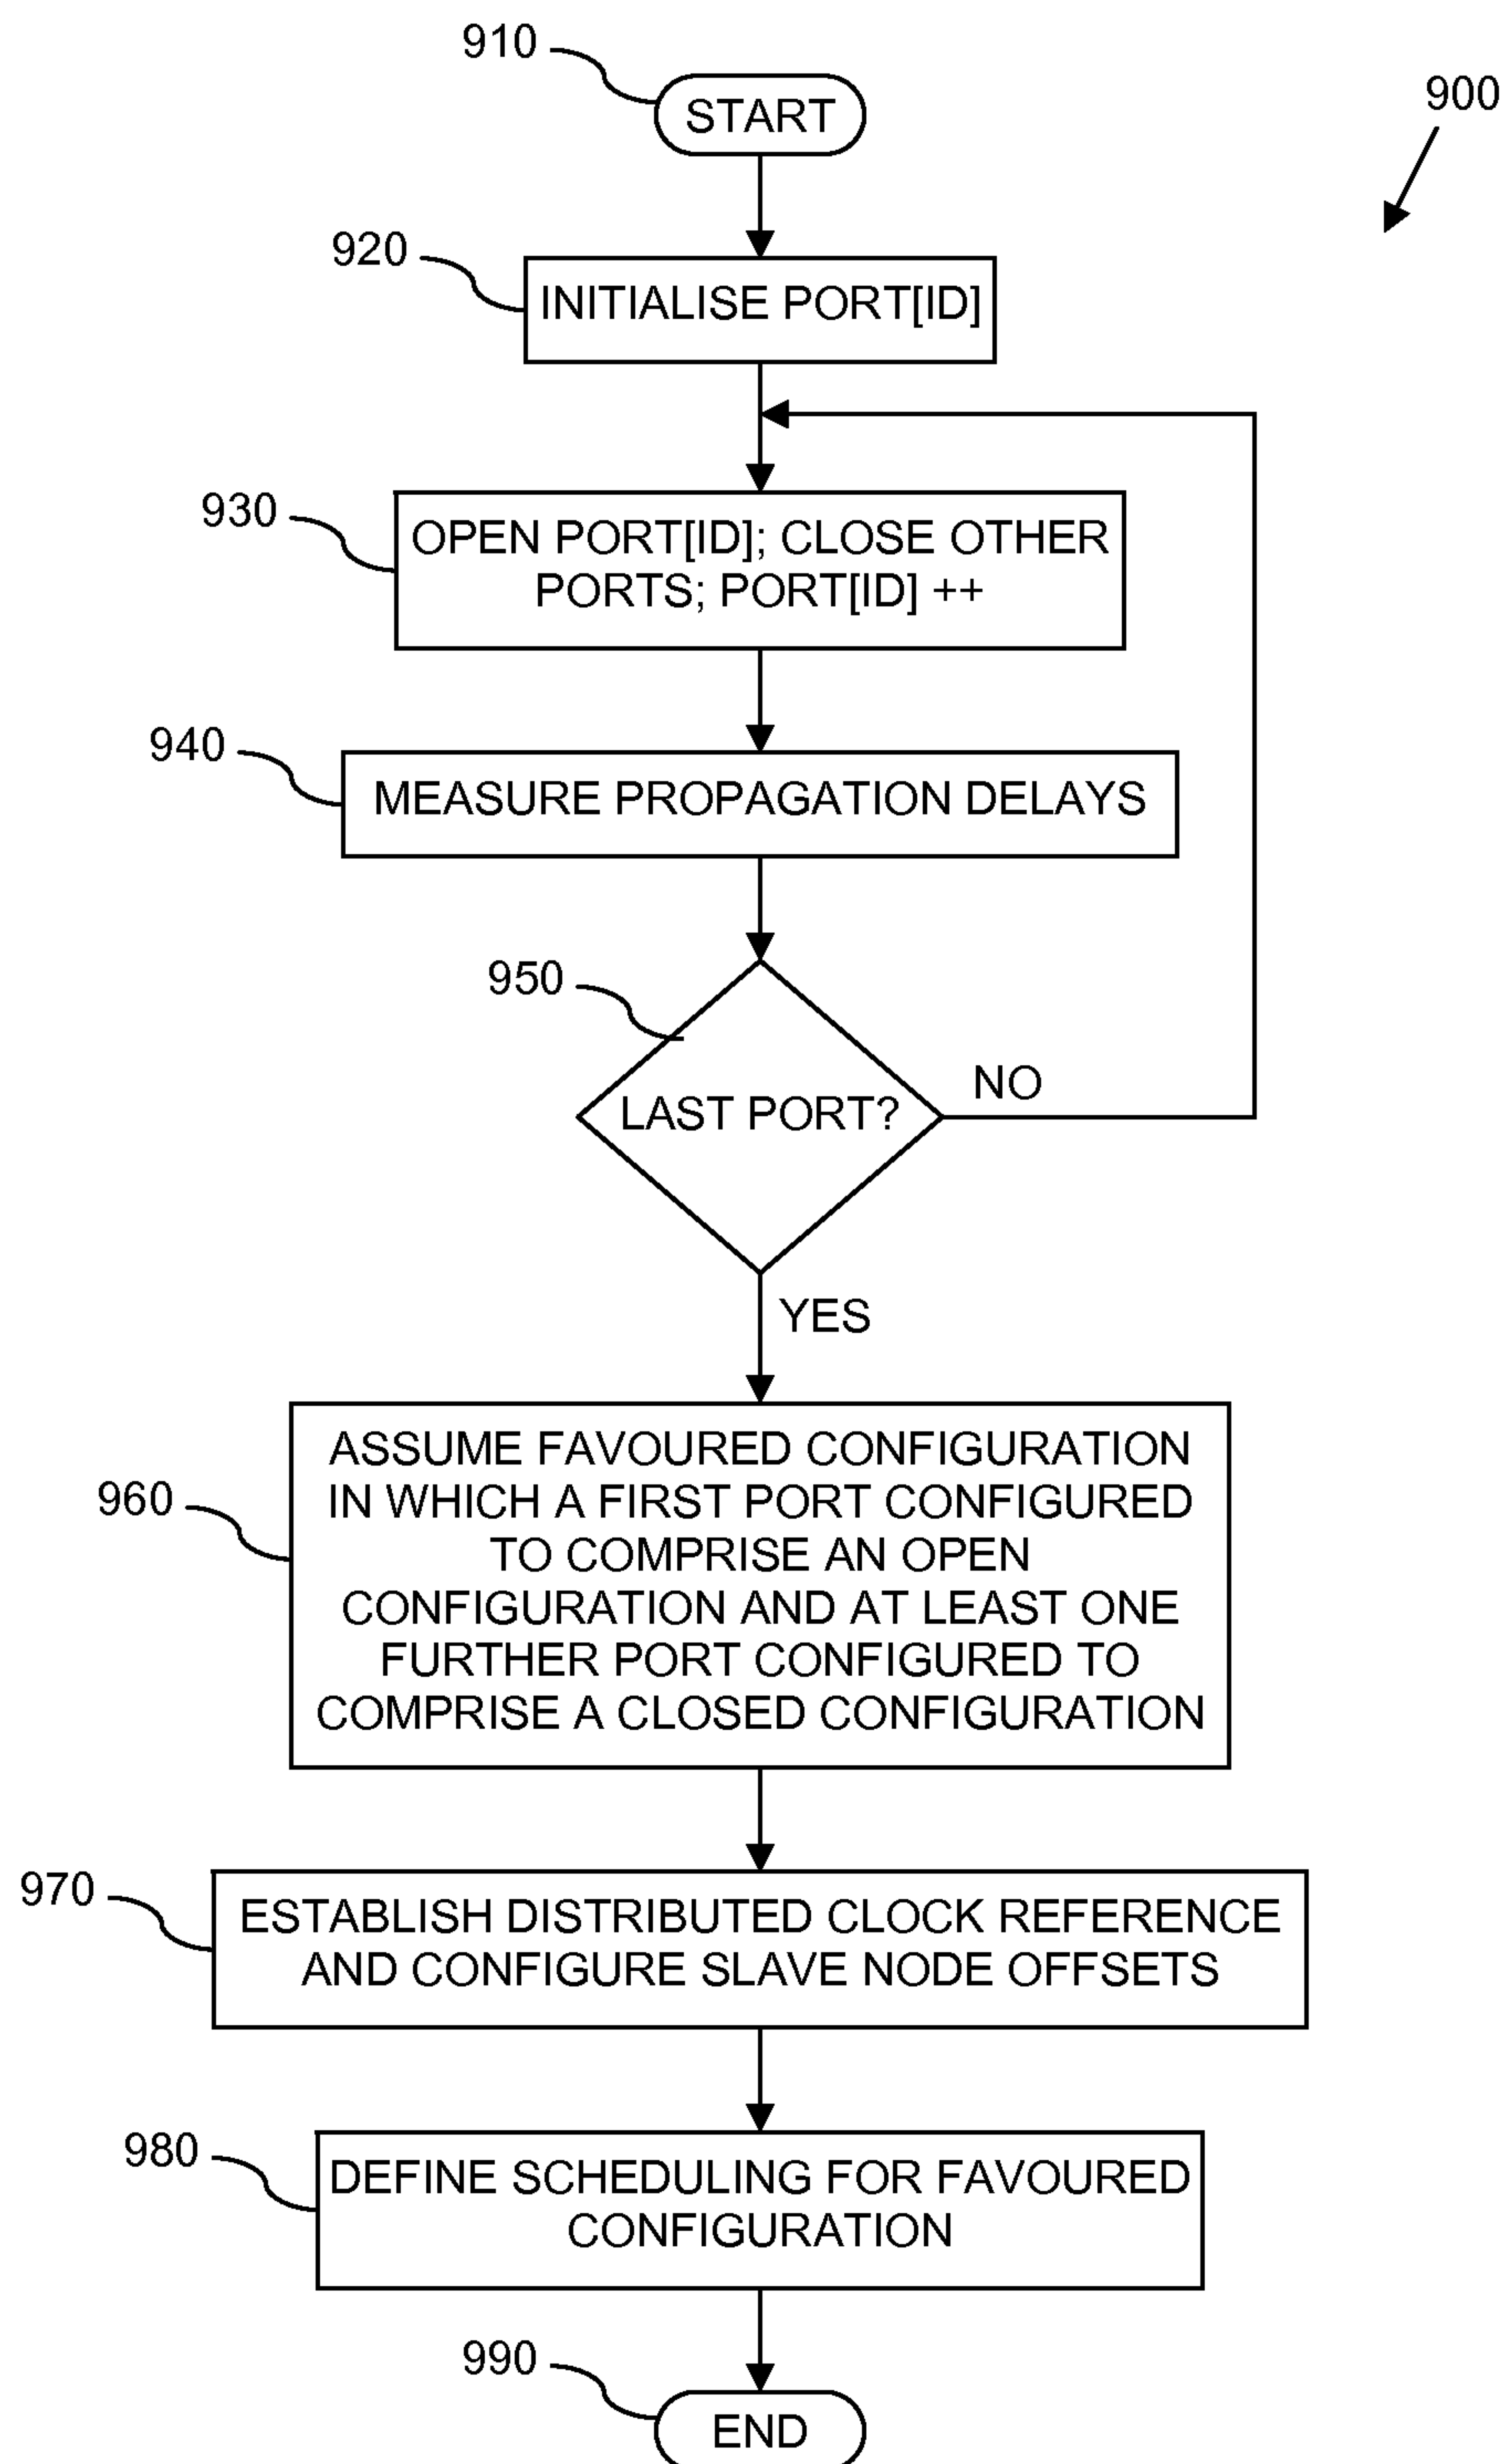 910
START
900
920
INITIALISE PORT[ID]
930
OPEN PORT[ID]; CLOSE OTHER
PORTS; PORT[ID] ++
940
MEASURE PROPAGATION DELAYS
950
LAST PORT?
NO
YES
960
ASSUME FAVOURED CONFIGURATION
IN WHICH A FIRST PORT CONFIGURED
TO COMPRISE AN OPEN
CONFIGURATION AND AT LEAST ONE
FURTHER PORT CONFIGURED TO
COMPRISE A CLOSED CONFIGURATION
970
ESTABLISH DISTRIBUTED CLOCK REFERENCE
AND CONFIGURE SLAVE NODE OFFSETS
980
DEFINE SCHEDULING FOR FAVOURED
CONFIGURATION
990
END